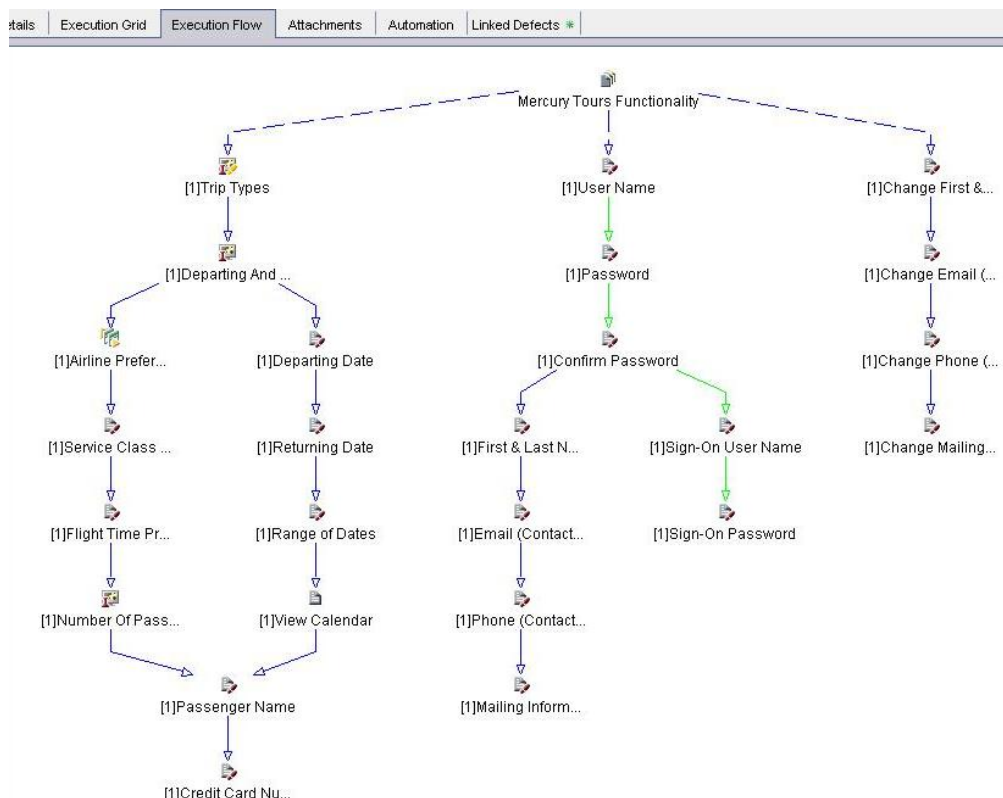 etails Execution Grid Execution Flow Attachments Automation Linked Defects *
Mercury Tours Functionality
[1]Trip Types [1]User Name [1]Change First &...
[1]Departing And ... [1]Password [1]Change Email (...
[1]Airline Prefer... [1]Departing Date [1]Confirm Password [1]Change Phone (...
[1]Service Class ... [1]Returning Date [1]First & Last N... [1]Sign-On User Name [1]Change Mailing...
[1]Flight Time Pr... [1]Range of Dates [1]Email (Contact... [1]Sign-On Password
[1]Number Of Pass... [1]View Calendar [1]Phone (Contact...
[1]Passenger Name [1]Mailing Inform...
[1]Credit Card Nu...